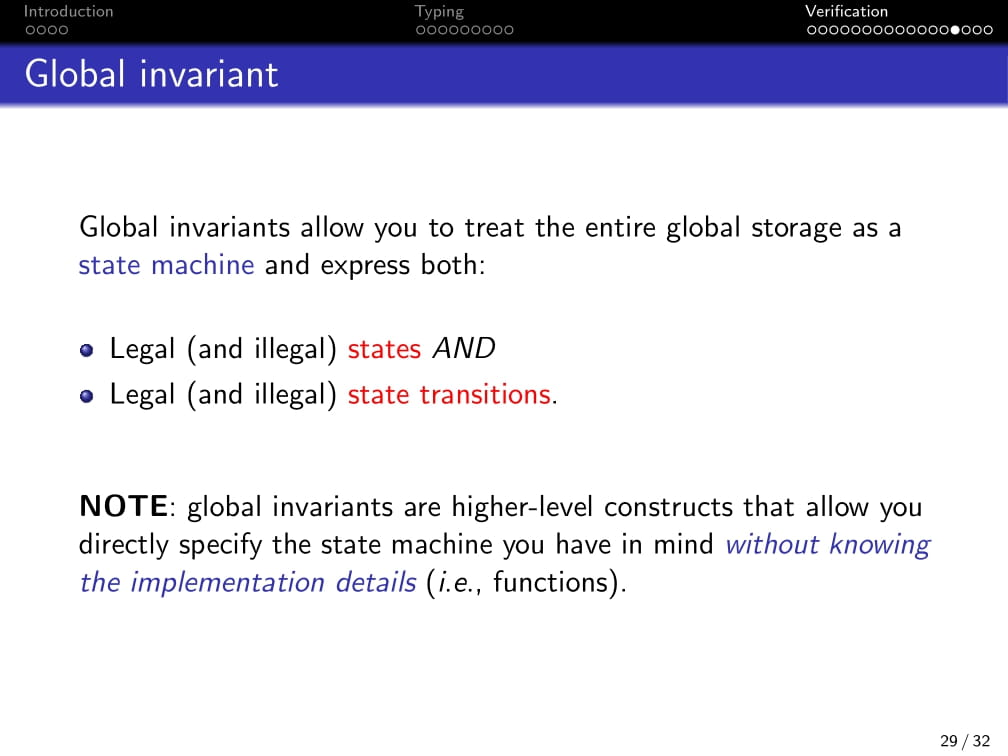 Introduction
Typing
Verification
Global invariant
Global invariants allow you to treat the entire global storage as a
state machine and express both:
Legal (and illegal) states AND
Legal (and illegal) state transitions.
NOTE: global invariants are higher-level constructs that allow you
directly specify the state machine you have in mind without knowing
the implementation details (i.e., functions).
29 / 32